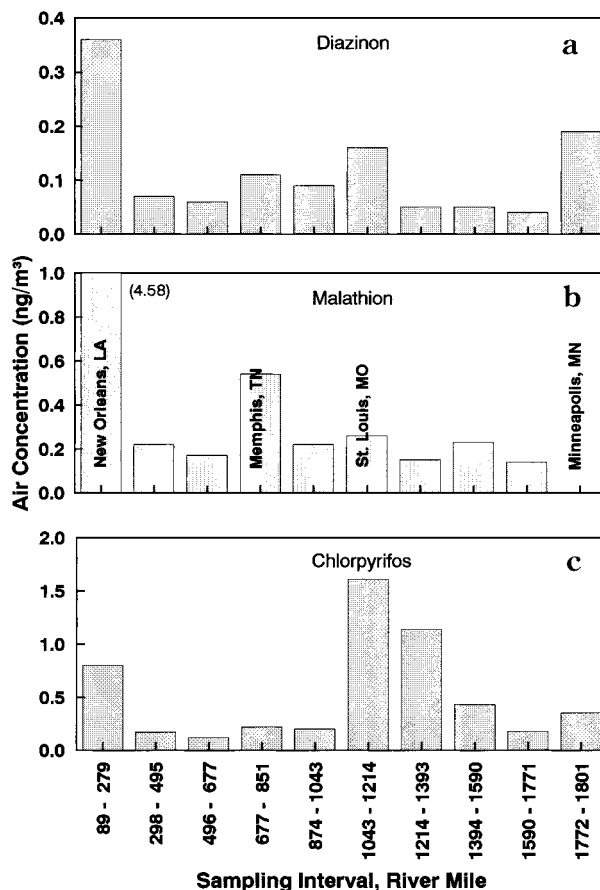 0.4
Diazinon
a
0.3
0.2
0.1
0.0
1.0
(4.58)
Malathion
b
0.8
0.6
0.4
0.2
0.0
New Orleans, LA
Memphis, TN
St. Louis, MO
Minneapolis, MN
Air Concentration (ng/m³)
2.0
Chlorpyrifos
c
1.5
1.0
0.5
0.0
89 - 279
298 - 495
496 - 677
677 - 851
874 - 1043
1043 - 1214
1214 - 1393
1394 - 1590
1590 - 1771
1772 - 1801
Sampling Interval, River Mile